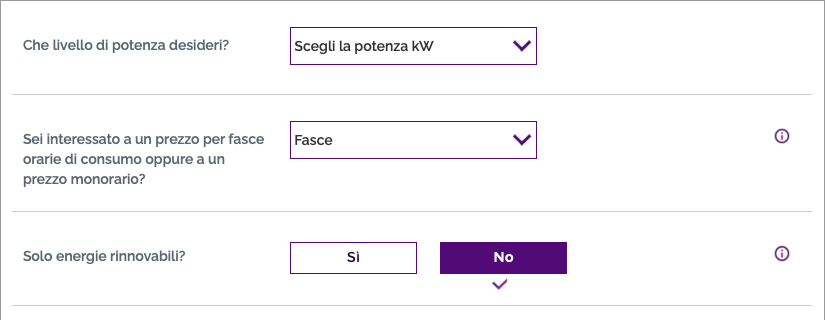 Che livello di potenza desideri?
Scegli la potenza kW
Sei interessato a un prezzo per fasce
orarie di consumo oppure a un
prezzo monorario?
Fasce
Solo energie rinnovabili?
Sì
No